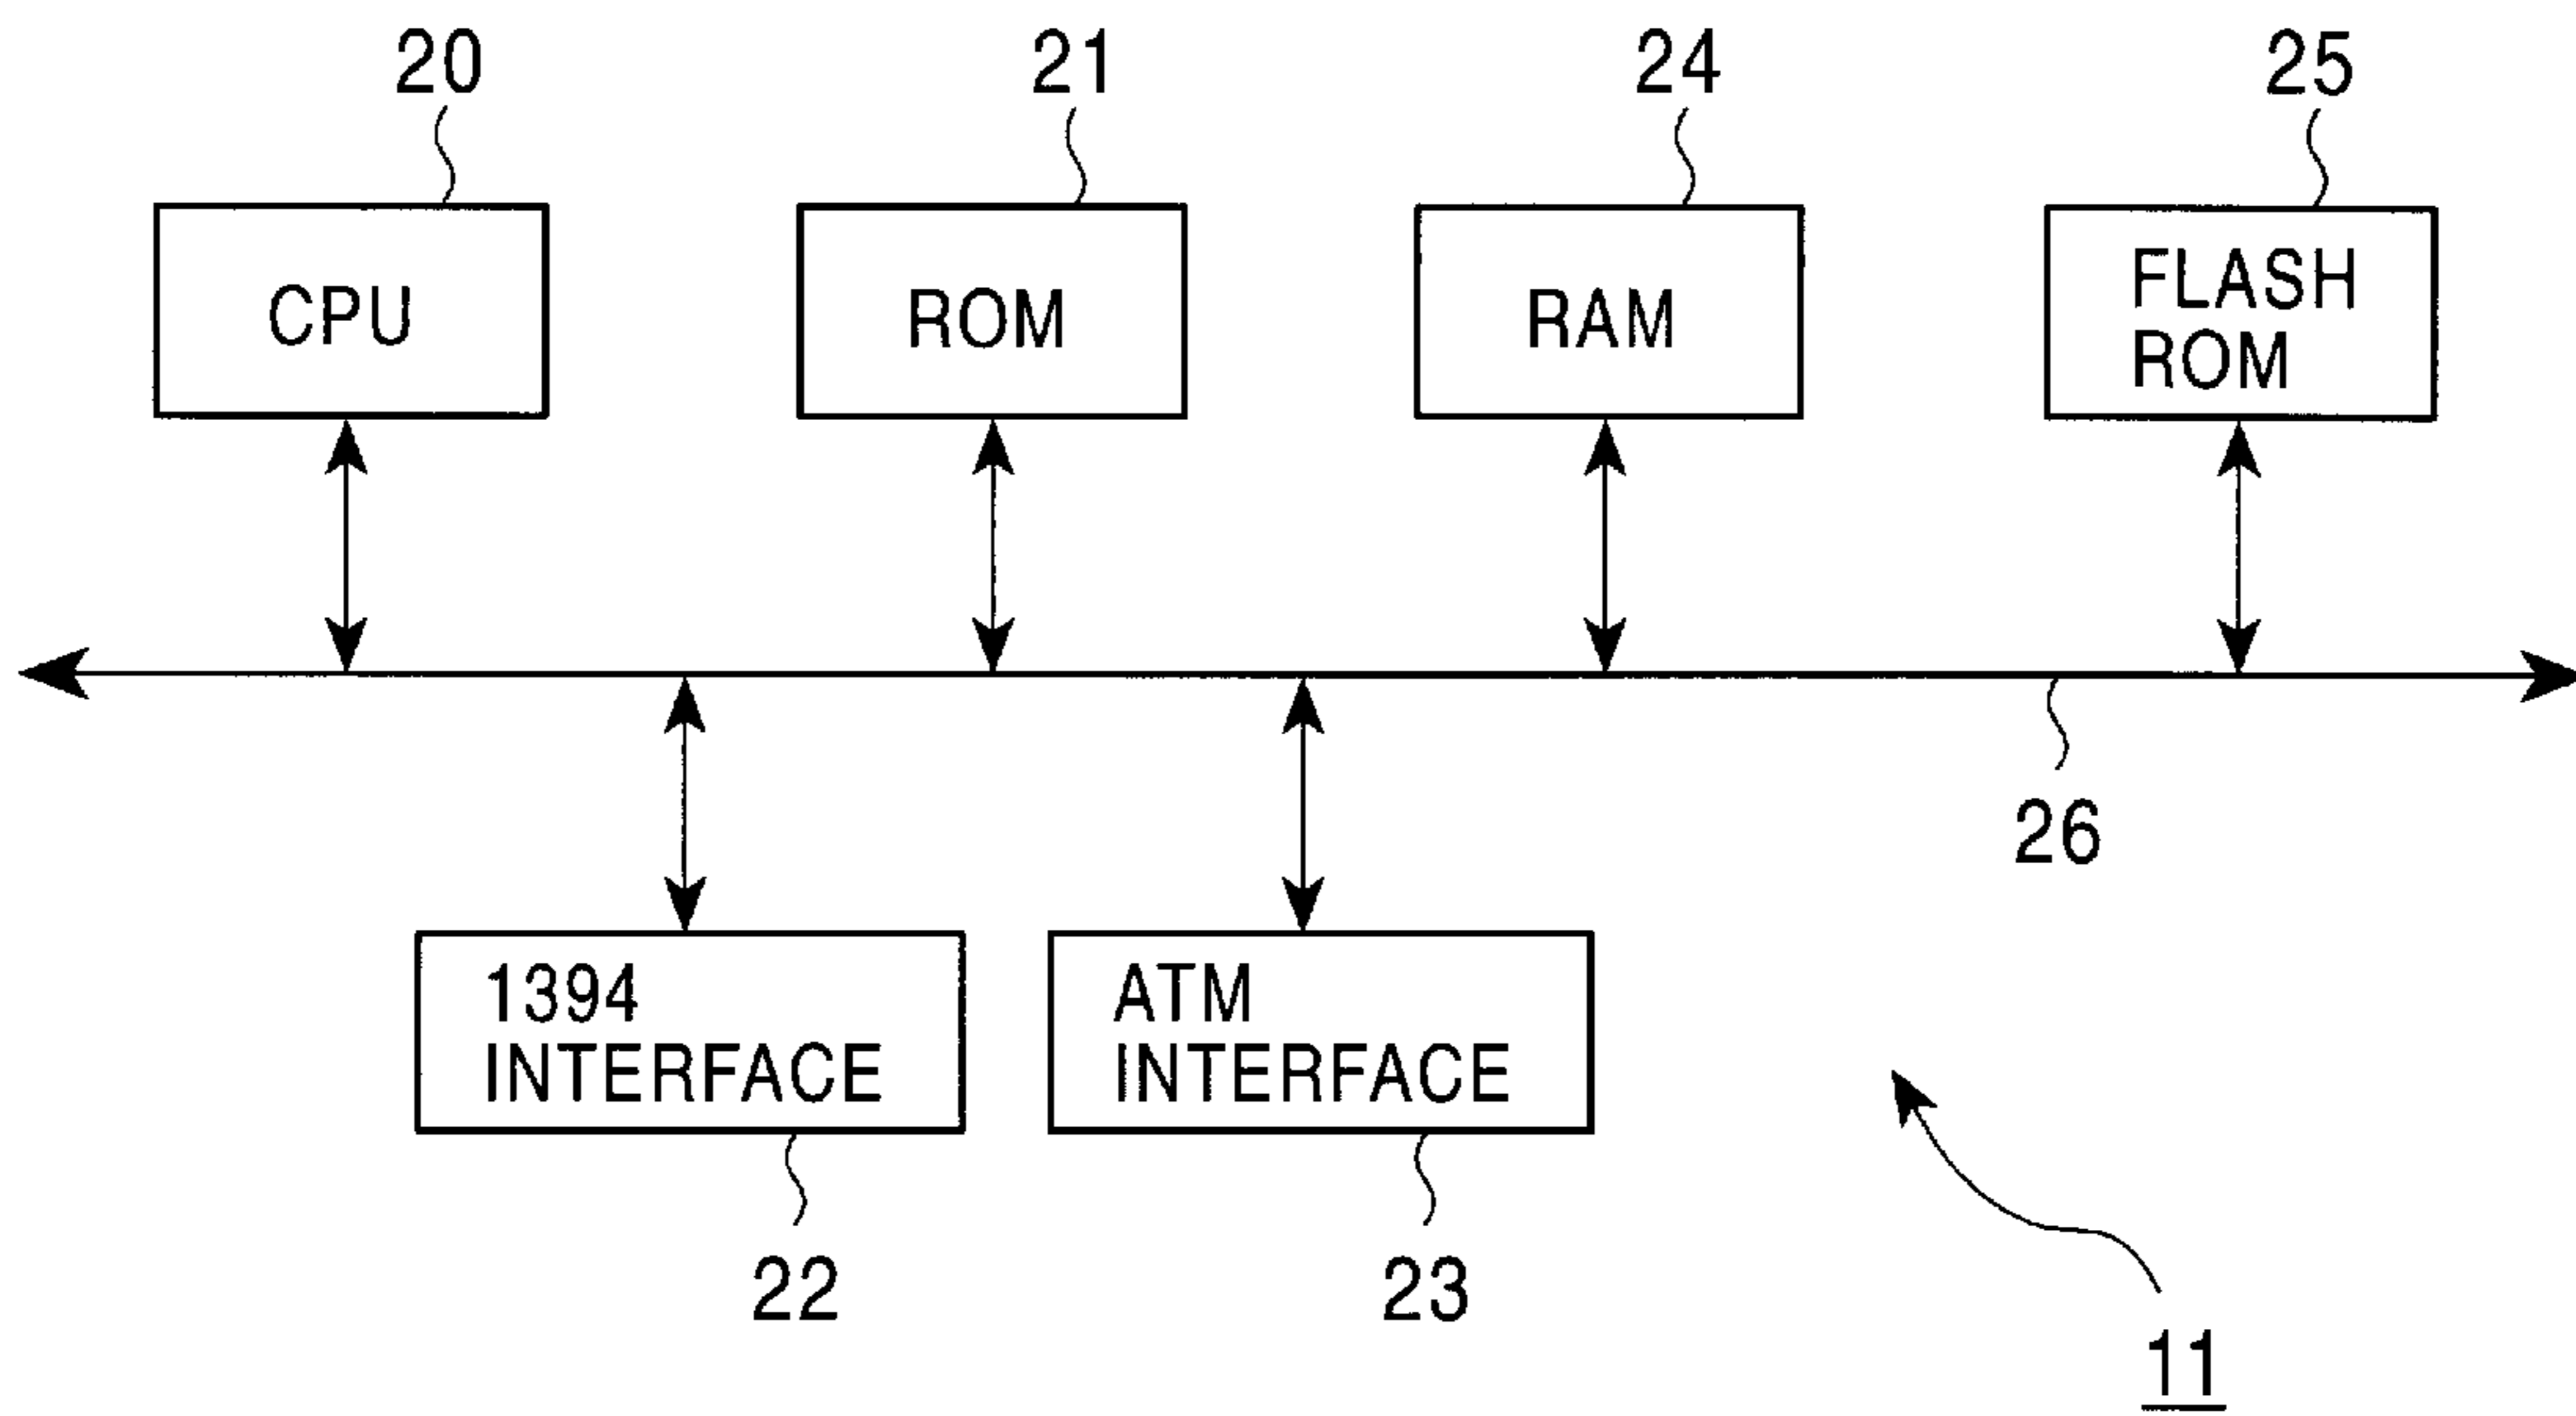 20
21
24
25
CPU
ROM
RAM
FLASH
ROM
26
1394
INTERFACE
ATM
INTERFACE
22
23
11